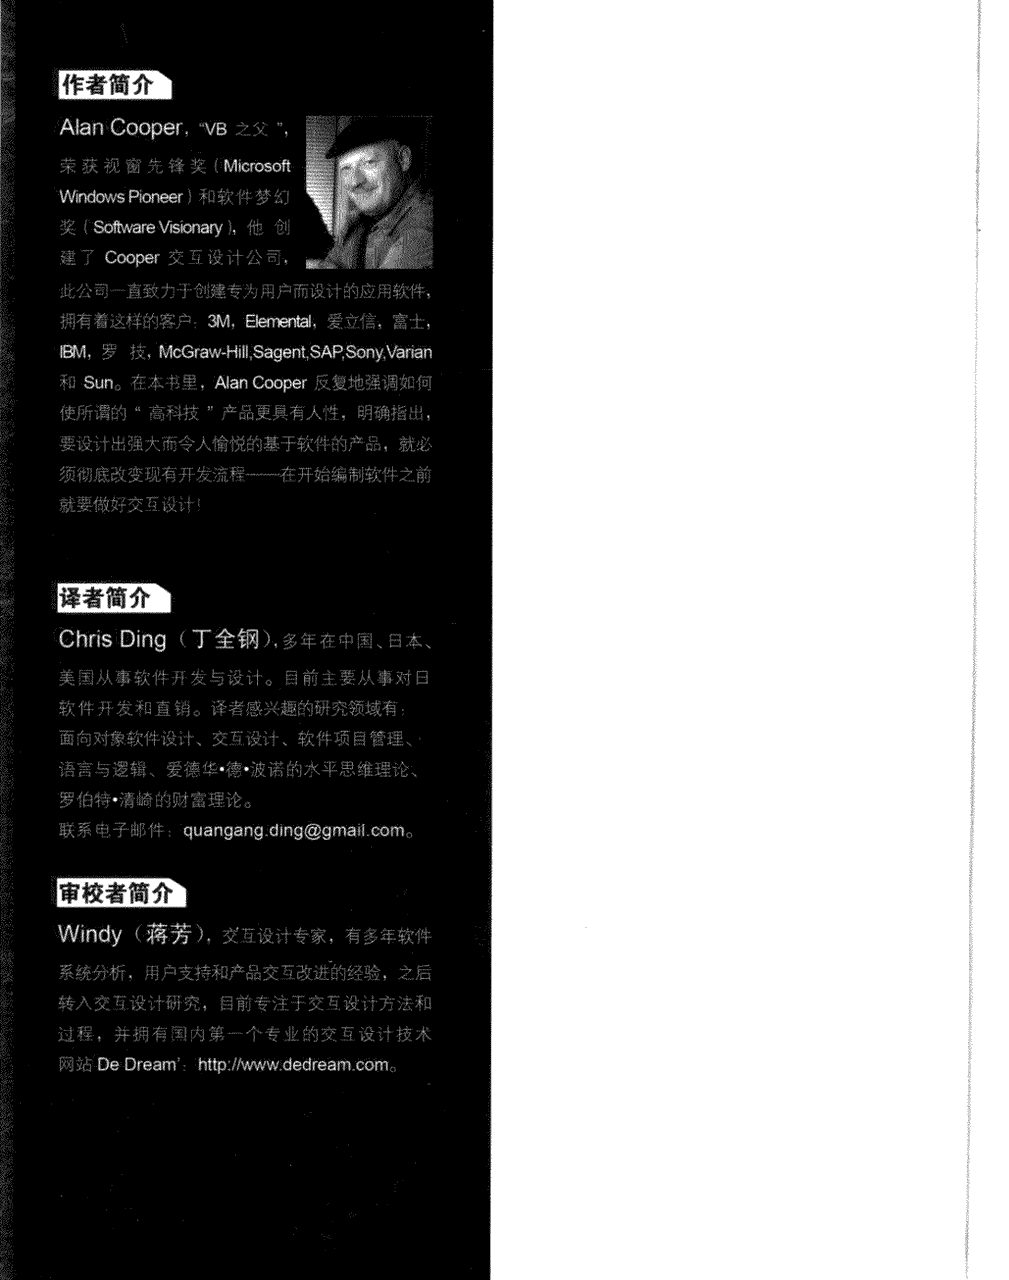 作者简介
Alan Cooper，“VB 之父 ”，
荣获视窗先锋奖（Microsoft
Windows Pioneer）和软件梦幻
奖（Software Visionary），他 创
建了 Cooper 交互设计公司，
此公司一直致力于创建专为用户而设计的应用软件，
拥有着这样的客户：3M，Elemental，爱立信，富士，
IBM，罗 技，McGraw-Hill,Sagent,SAP,Sony,Varian
和 Sun。在本书里，Alan Cooper 反复地强调如何
使所谓的 “ 高科技 ” 产品更具有人性，明确指出，
要设计出强大而令人愉悦的基于软件的产品，就必
须彻底改变现有开发流程——在开始编制软件之前
就要做好交互设计！
译者简介
Chris Ding（丁全钢），多年在中国、日本、
美国从事软件开发与设计。目前主要从事对日
软件开发和直销。译者感兴趣的研究领域有：
面向对象软件设计、交互设计、软件项目管理、
语言与逻辑、爱德华•德•波诺的水平思维理论、
罗伯特•清崎的财富理论。
联系电子邮件：quangang.ding@gmail.com。
审校者简介
Windy（蒋芳），交互设计专家，有多年软件
系统分析，用户支持和产品交互改进的经验，之后
转入交互设计研究，目前专注于交互设计方法和
过程，并拥有国内第一个专业的交互设计技术
网站 De Dream’：http://www.dedream.com。